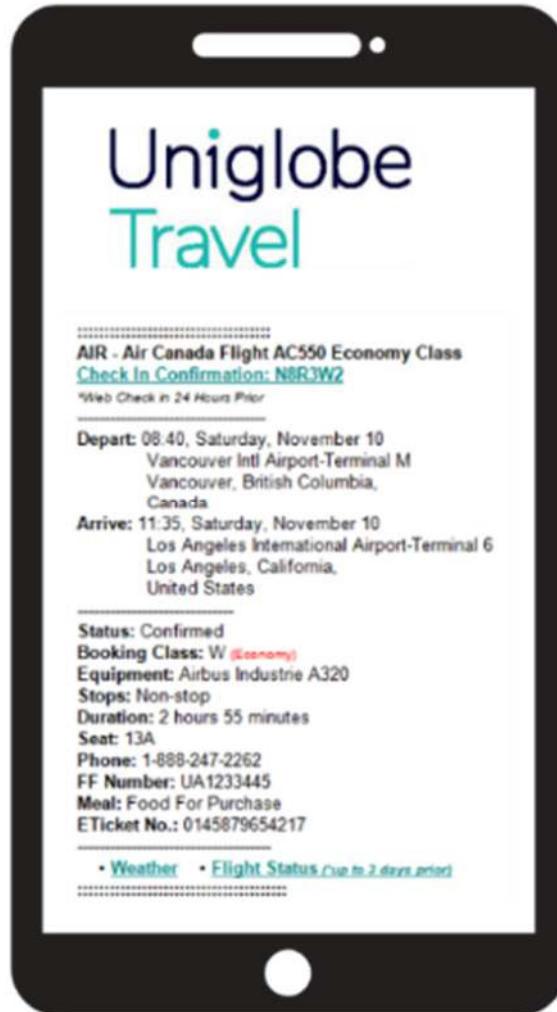 Uniglobe
Travel
::::::::::::::::::::::::::::::::::::::
AIR - Air Canada Flight AC550 Economy Class
Check In Confirmation: N8R3W2
*Web Check in 24 Hours Prior
--------------------------------------
Depart: 08:40, Saturday, November 10
Vancouver Intl Airport-Terminal M
Vancouver, British Columbia,
Canada
Arrive: 11:35, Saturday, November 10
Los Angeles International Airport-Terminal 6
Los Angeles, California,
United States
--------------------------------------
Status: Confirmed
Booking Class: W (Economy)
Equipment: Airbus Industrie A320
Stops: Non-stop
Duration: 2 hours 55 minutes
Seat: 13A
Phone: 1-888-247-2262
FF Number: UA1233445
Meal: Food For Purchase
ETicket No.: 0145879654217
--------------------------------------
• Weather • Flight Status (*up to 3 days prior)
::::::::::::::::::::::::::::::::::::::